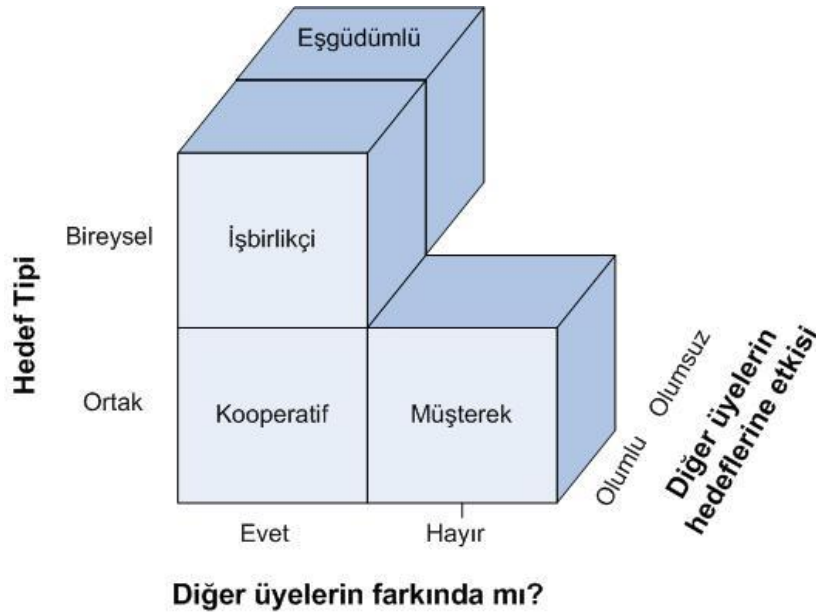 Eşgüdümlü
Bireysel
İşbirlikçi
Hedef Tipi
Ortak
Kooperatif
Müşterek
Olumlu
Olumsuz
Diğer üyelerin
hedeflerine etkisi
Evet
Hayır
Diğer üyelerin farkında mı?